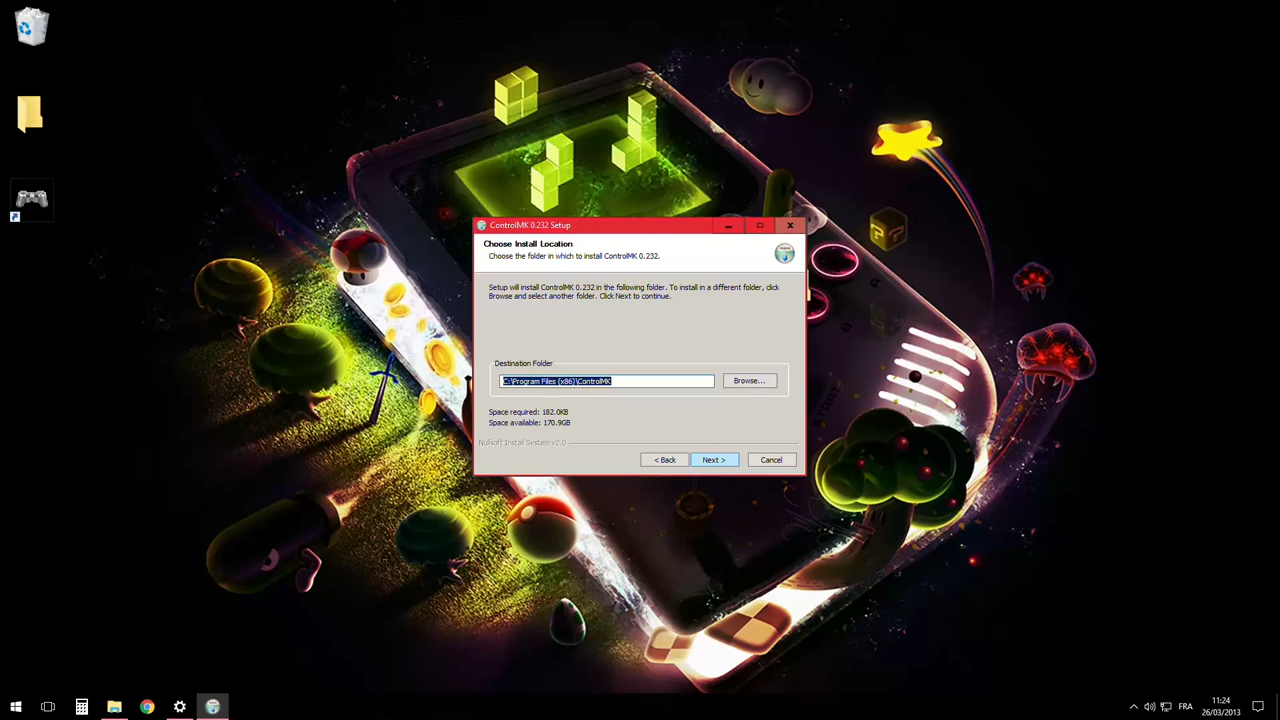 ControlMK 0.232 Setup
Choose Install Location
Choose the folder in which to install ControlMK 0.232.
Setup will install ControlMK 0.232 in the following folder. To install in a different folder, click
Browse and select another folder. Click Next to continue.
Destination Folder
C:\Program Files (x86)\ControlMK
Browse...
Space required: 182.0KB
Space available: 170.9GB
Nullsoft Install System v2.0
< Back
Next >
Cancel
A
B
START
FRA
11:24
26/03/2013